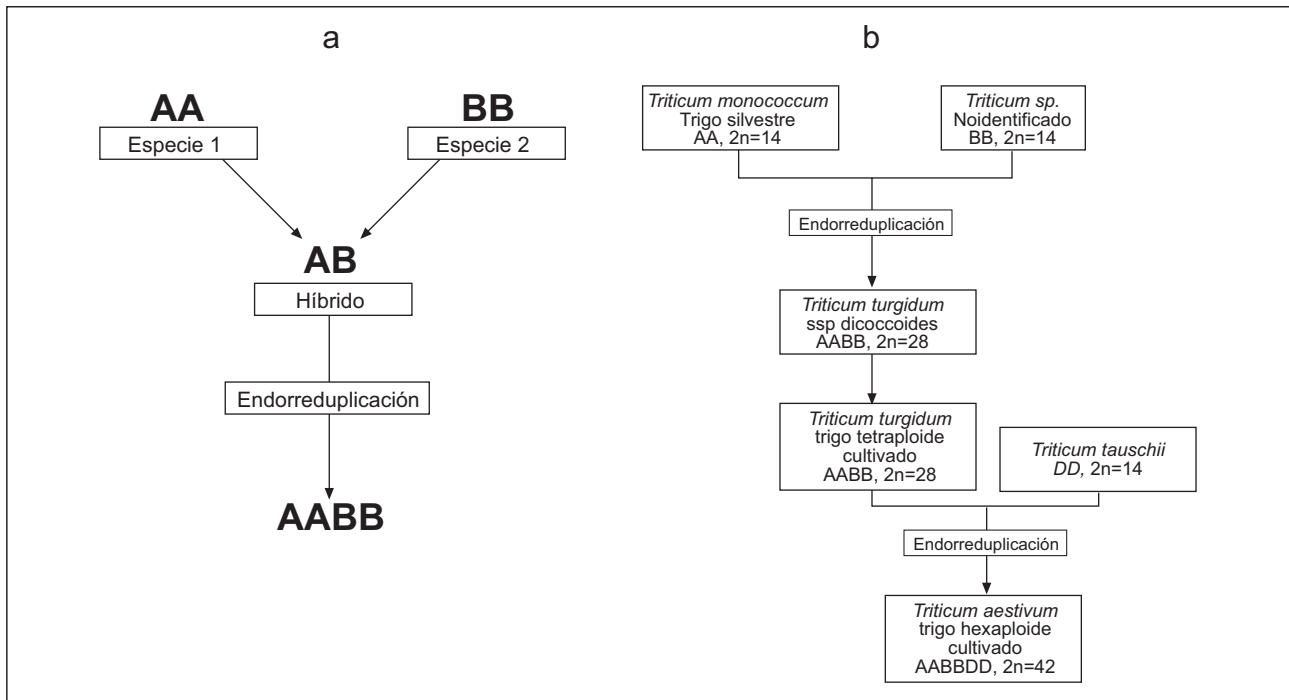 a
AA
Especie 1
BB
Especie 2
AB
Híbrido
Endorreduplicación
AABB
b
Triticum monococcum
Trigo silvestre
AA, 2n=14
Triticum sp.
Noidentificado
BB, 2n=14
Endorreduplicación
Triticum turgidum
ssp dicoccoides
AABB, 2n=28
Triticum turgidum
trigo tetraploide
cultivado
AABB, 2n=28
Triticum tauschii
DD, 2n=14
Endorreduplicación
Triticum aestivum
trigo hexaploide
cultivado
AABBDD, 2n=42